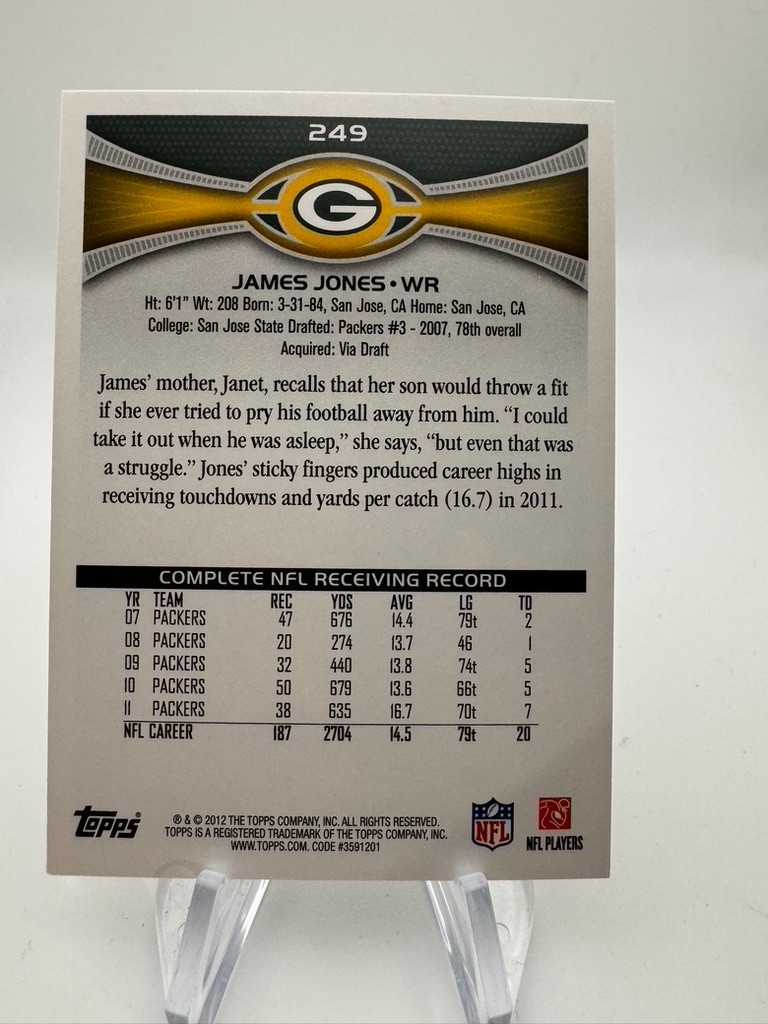 249
G
JAMES JONES • WR
Ht: 6'1" Wt: 208 Born: 3-31-84, San Jose, CA Home: San Jose, CA
College: San Jose State Drafted: Packers #3 - 2007, 78th overall
Acquired: Via Draft
James' mother, Janet, recalls that her son would throw a fit
if she ever tried to pry his football away from him. “I could
take it out when he was asleep,” she says, “but even that was
a struggle.” Jones' sticky fingers produced career highs in
receiving touchdowns and yards per catch (16.7) in 2011.
COMPLETE NFL RECEIVING RECORD
YR TEAM REC YDS AVG LG TD
07 PACKERS 47 676 14.4 79t 2
08 PACKERS 20 274 13.7 46 1
09 PACKERS 32 440 13.8 74t 5
10 PACKERS 50 679 13.6 66t 5
11 PACKERS 38 635 16.7 70t 7
NFL CAREER 187 2704 14.5 79t 20
Topps®
® & © 2012 THE TOPPS COMPANY, INC. ALL RIGHTS RESERVED.
TOPPS IS A REGISTERED TRADEMARK OF THE TOPPS COMPANY, INC.
WWW.TOPPS.COM. CODE #3591201
NFL
NFL PLAYERS